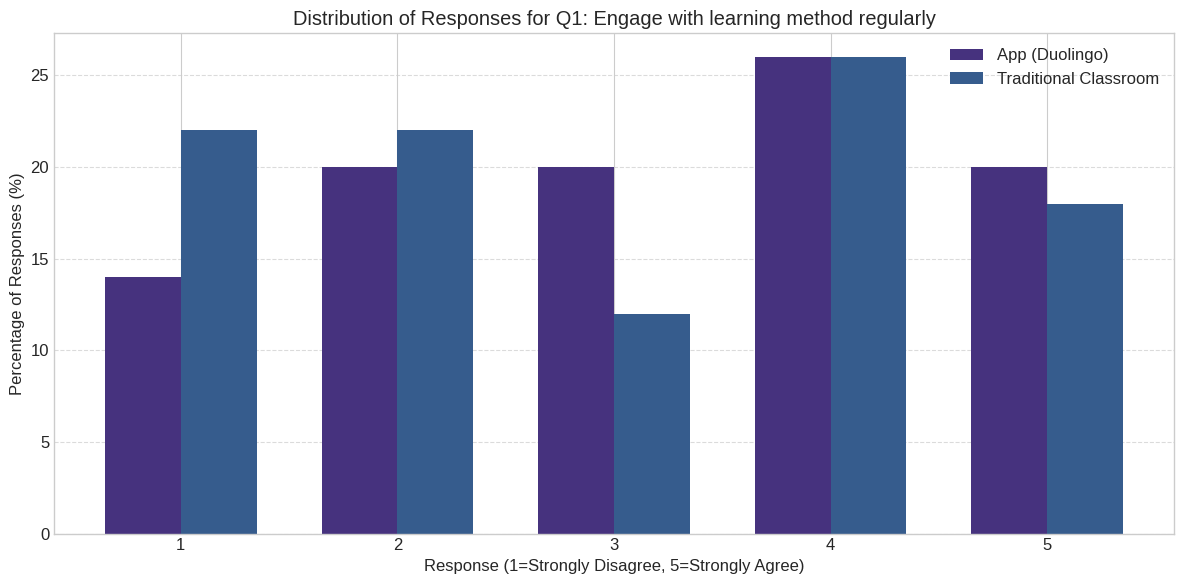 Distribution of Responses for Q1: Engage with learning method regularly
App (Duolingo)
Traditional Classroom
Percentage of Responses (%)
25
20
15
10
5
0
1 2 3 4 5
Response (1=Strongly Disagree, 5=Strongly Agree)